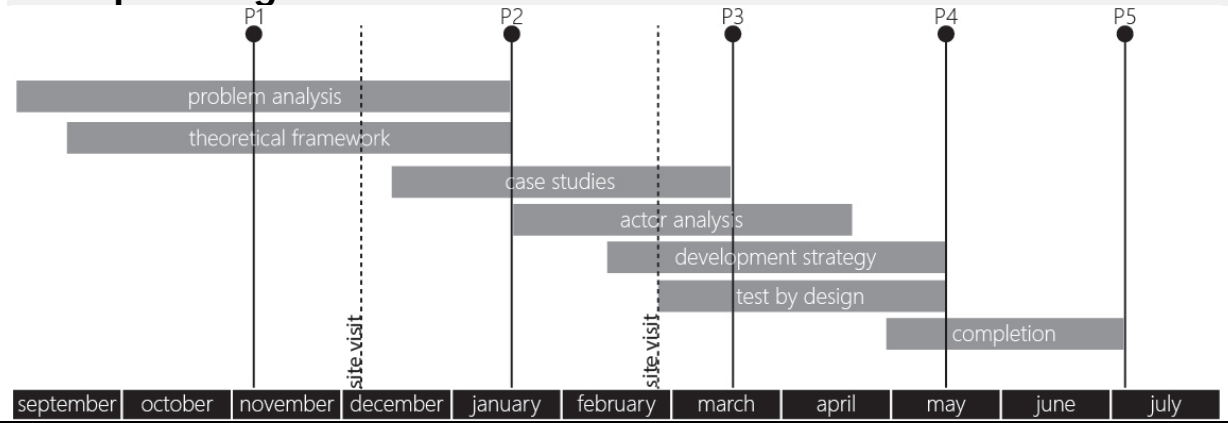 P1 P2 P3 P4 P5
problem analysis
theoretical framework
case studies
actor analysis
development strategy
test by design
completion
site visit
site visit
september october november december january february march april may june july